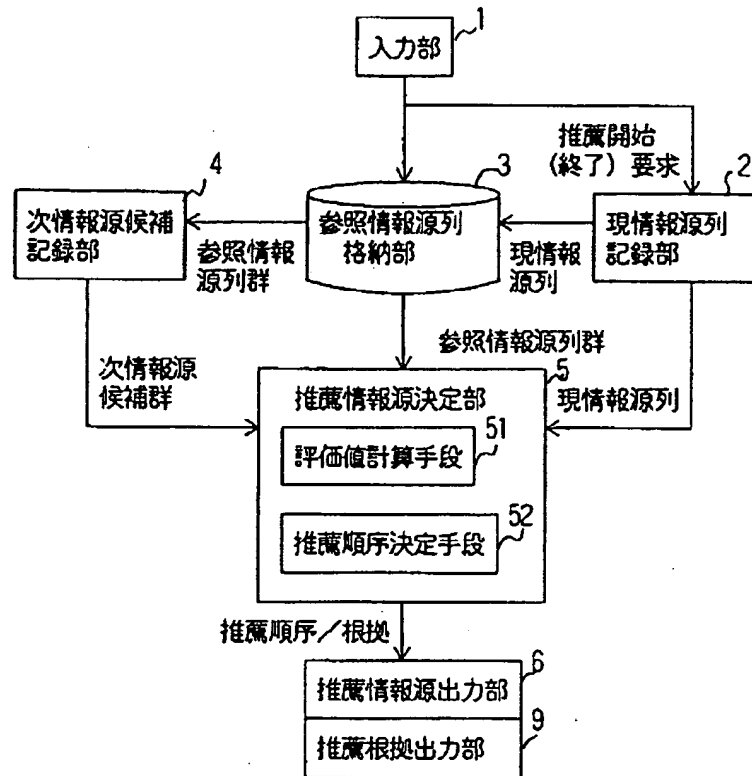 1
入力部
推薦開始
(終了) 要求
4
3
2
次情報源候補
記録部
参照情報源列
格納部
現情報源列
記録部
参照情報
源列群
現情報
源列
次情報源
候補群
参照情報源列群
5
推薦情報源決定部
現情報源列
51
評価値計算手段
52
推薦順序決定手段
推薦順序/根拠
6
推薦情報源出力部
9
推薦根拠出力部